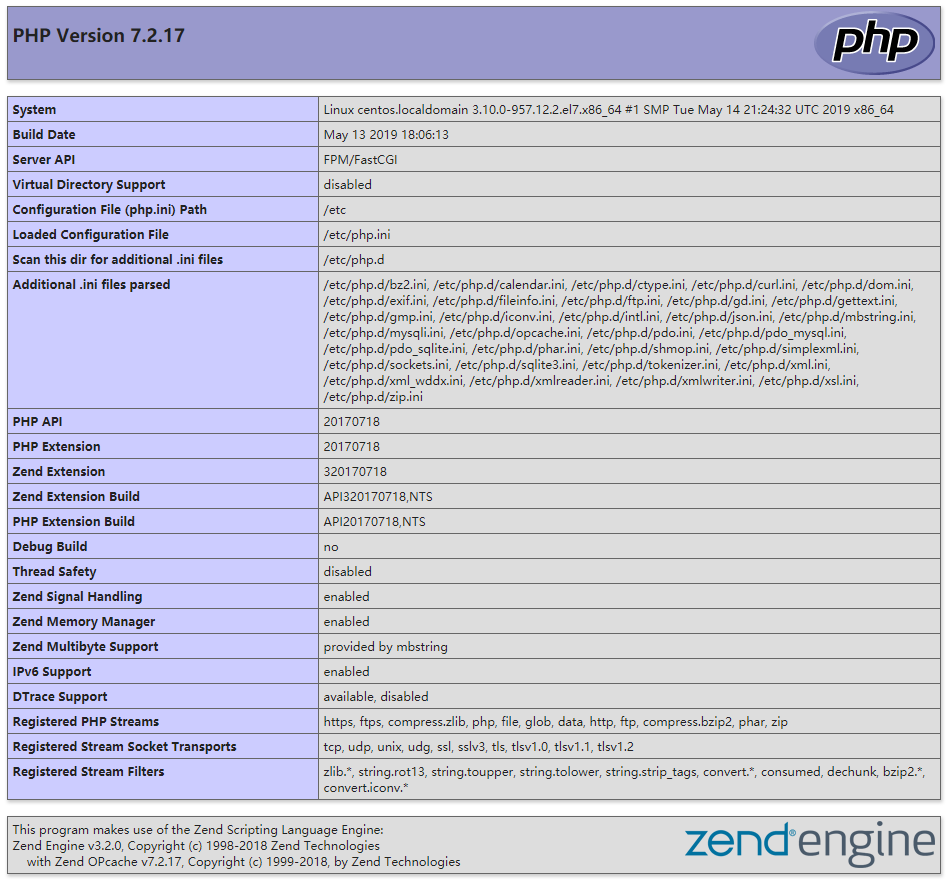 PHP Version 7.2.17
php
System Linux centos.localdomain 3.10.0-957.12.2.el7.x86_64 #1 SMP Tue May 14 21:24:32 UTC 2019 x86_64
Build Date May 13 2019 18:06:13
Server API FPM/FastCGI
Virtual Directory Support disabled
Configuration File (php.ini) Path /etc
Loaded Configuration File /etc/php.ini
Scan this dir for additional .ini files /etc/php.d
Additional .ini files parsed /etc/php.d/bz2.ini, /etc/php.d/calendar.ini, /etc/php.d/ctype.ini, /etc/php.d/curl.ini, /etc/php.d/dom.ini,
/etc/php.d/exif.ini, /etc/php.d/fileinfo.ini, /etc/php.d/ftp.ini, /etc/php.d/gd.ini, /etc/php.d/gettext.ini,
/etc/php.d/gmp.ini, /etc/php.d/iconv.ini, /etc/php.d/intl.ini, /etc/php.d/json.ini, /etc/php.d/mbstring.ini,
/etc/php.d/mysqli.ini, /etc/php.d/opcache.ini, /etc/php.d/pdo.ini, /etc/php.d/pdo_mysql.ini,
/etc/php.d/pdo_sqlite.ini, /etc/php.d/phar.ini, /etc/php.d/shmop.ini, /etc/php.d/simplexml.ini,
/etc/php.d/sockets.ini, /etc/php.d/sqlite3.ini, /etc/php.d/tokenizer.ini, /etc/php.d/xml.ini,
/etc/php.d/xml_wddx.ini, /etc/php.d/xmlreader.ini, /etc/php.d/xmlwriter.ini, /etc/php.d/xsl.ini,
/etc/php.d/zip.ini
PHP API 20170718
PHP Extension 20170718
Zend Extension 320170718
Zend Extension Build API320170718,NTS
PHP Extension Build API20170718,NTS
Debug Build no
Thread Safety disabled
Zend Signal Handling enabled
Zend Memory Manager enabled
Zend Multibyte Support provided by mbstring
IPv6 Support enabled
DTrace Support available, disabled
Registered PHP Streams https, ftps, compress.zlib, php, file, glob, data, http, ftp, compress.bzip2, phar, zip
Registered Stream Socket Transports tcp, udp, unix, udg, ssl, sslv3, tls, tlsv1.0, tlsv1.1, tlsv1.2
Registered Stream Filters zlib.*, string.rot13, string.toupper, string.tolower, string.strip_tags, convert.*, consumed, dechunk, bzip2.*,
convert.iconv.*
This program makes use of the Zend Scripting Language Engine:
Zend Engine v3.2.0, Copyright (c) 1998-2018 Zend Technologies
with Zend OPcache v7.2.17, Copyright (c) 1999-2018, by Zend Technologies
zend® engine